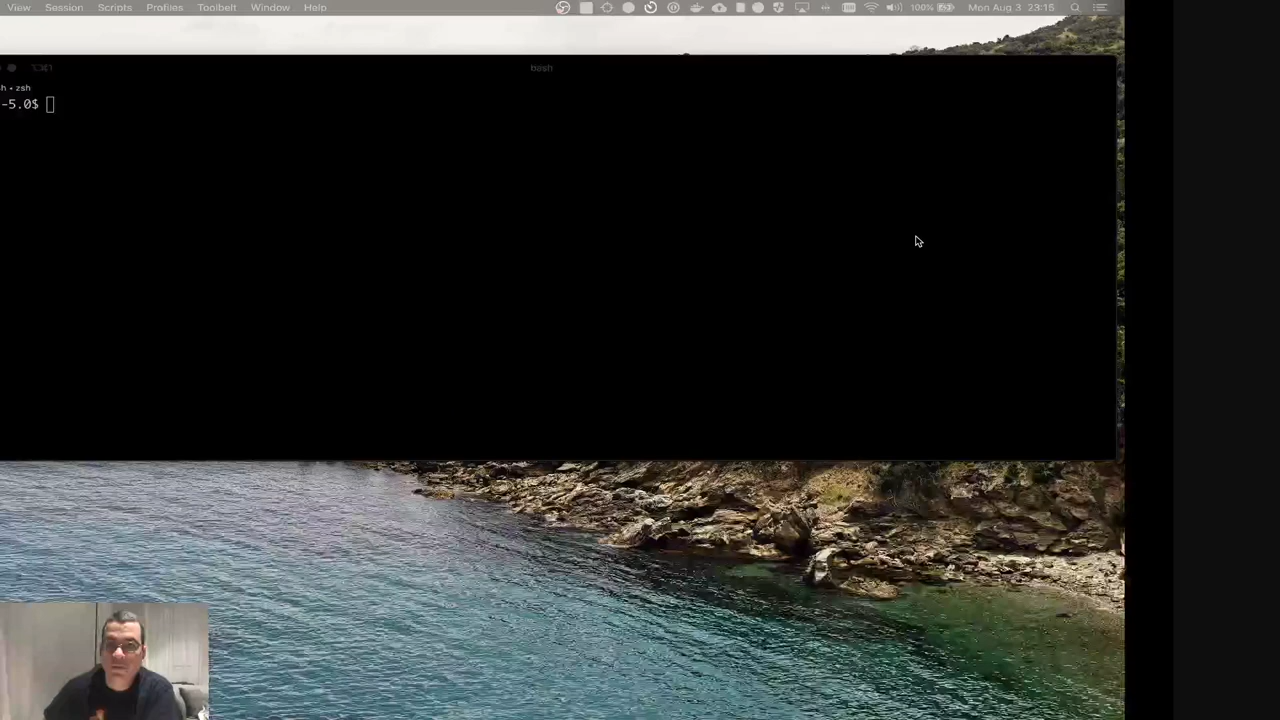 View Session Scripts Profiles Toolbelt Window Help 100% Mon Aug 3 23:15
bash
h • zsh
-5.0$